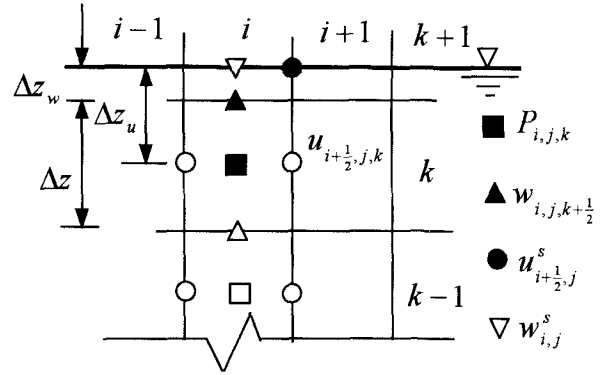 i−1 i i+1 k+1
Δz_w
Δz_u
Δz
u_{i+½,j,k}
k
k−1
P_{i,j,k}
w_{i,j,k+½}
u^s_{i+½,j}
w^s_{i,j}